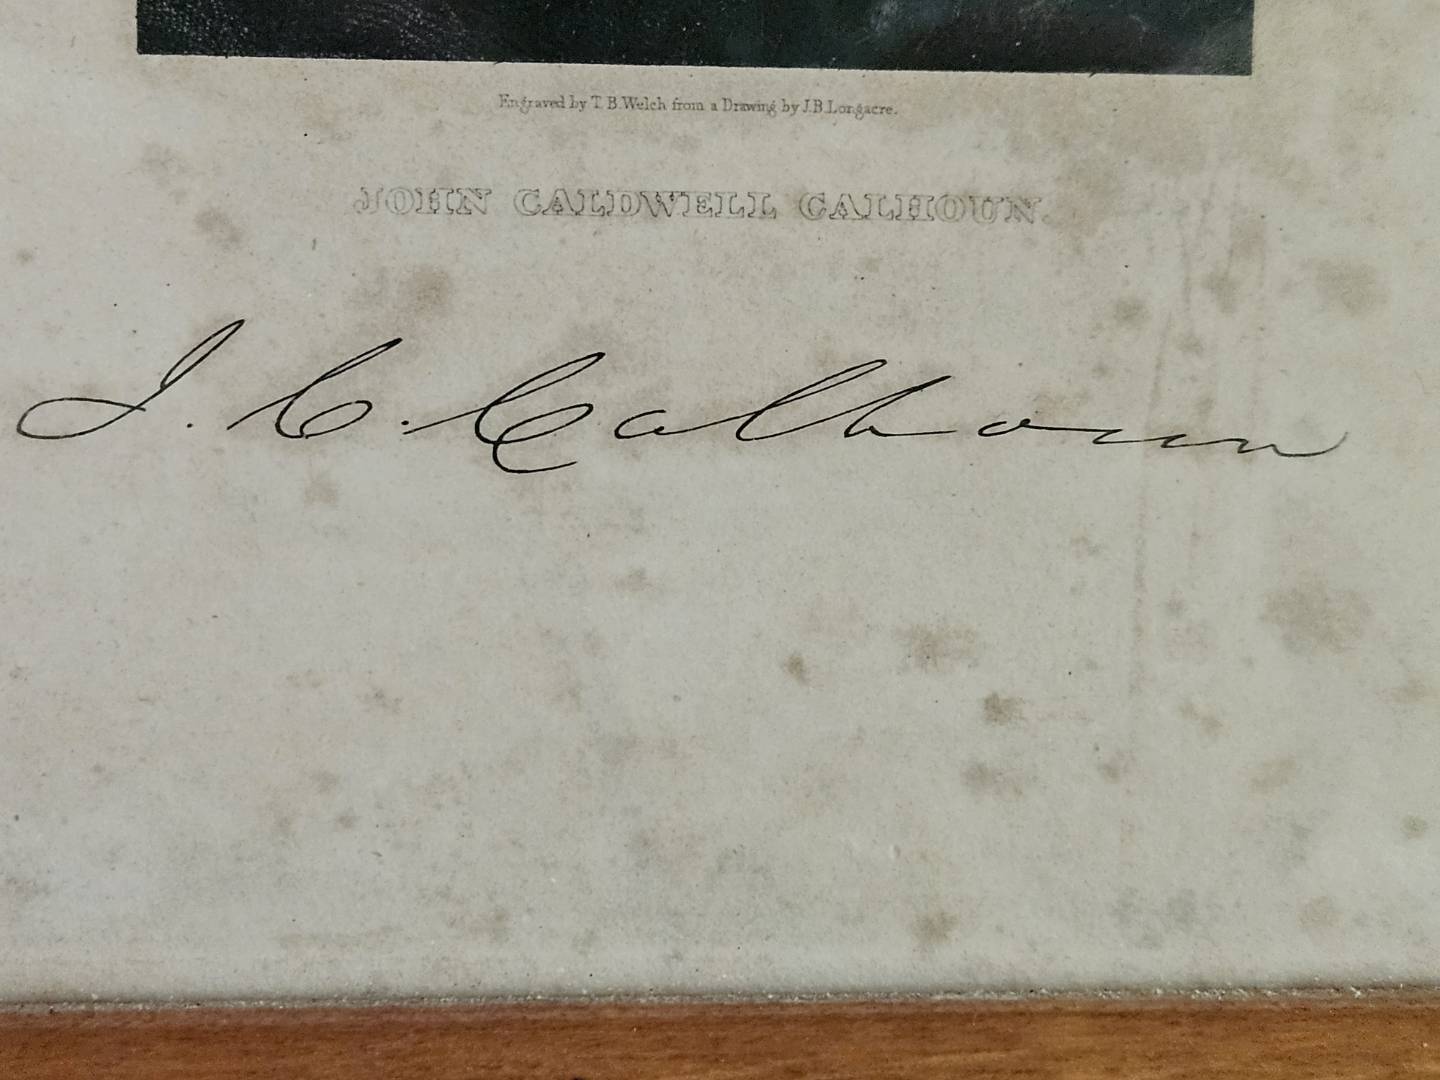 Engraved by T. B. Welch from a Drawing by J. B. Longacre.
JOHN CALDWELL CALHOUN.
J. C. Calhoun